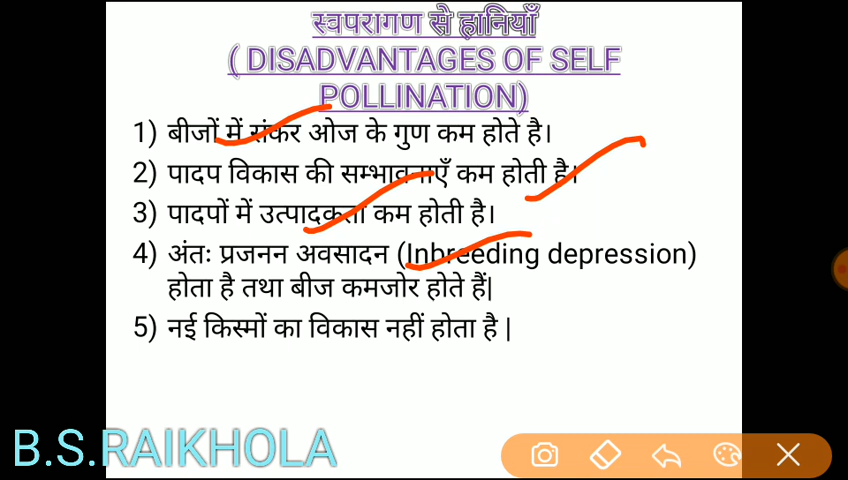 स्वपरागण से हानियाँ
( DISADVANTAGES OF SELF
POLLINATION)
1) बीजों में संकर ओज के गुण कम होते है।
2) पादप विकास की सम्भावनाएँ कम होती है।
3) पादपों में उत्पादकता कम होती है।
4) अंतः प्रजनन अवसादन (Inbreeding depression)
होता है तथा बीज कमजोर होते हैं|
5) नई किस्मों का विकास नहीं होता है |
B.S.RAIKHOLA